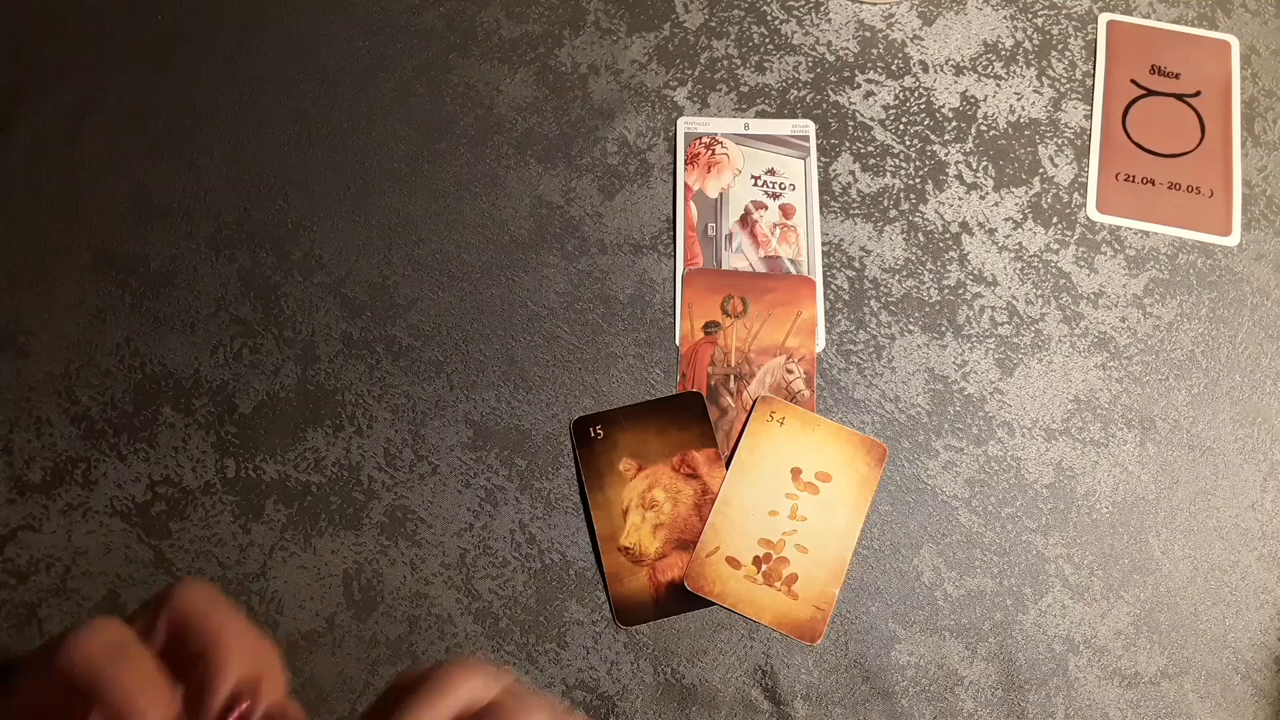 PENTACLES
OROS
8
DENARI
DENIERS
TATOO
15
54
Stier
( 21.04 - 20.05. )